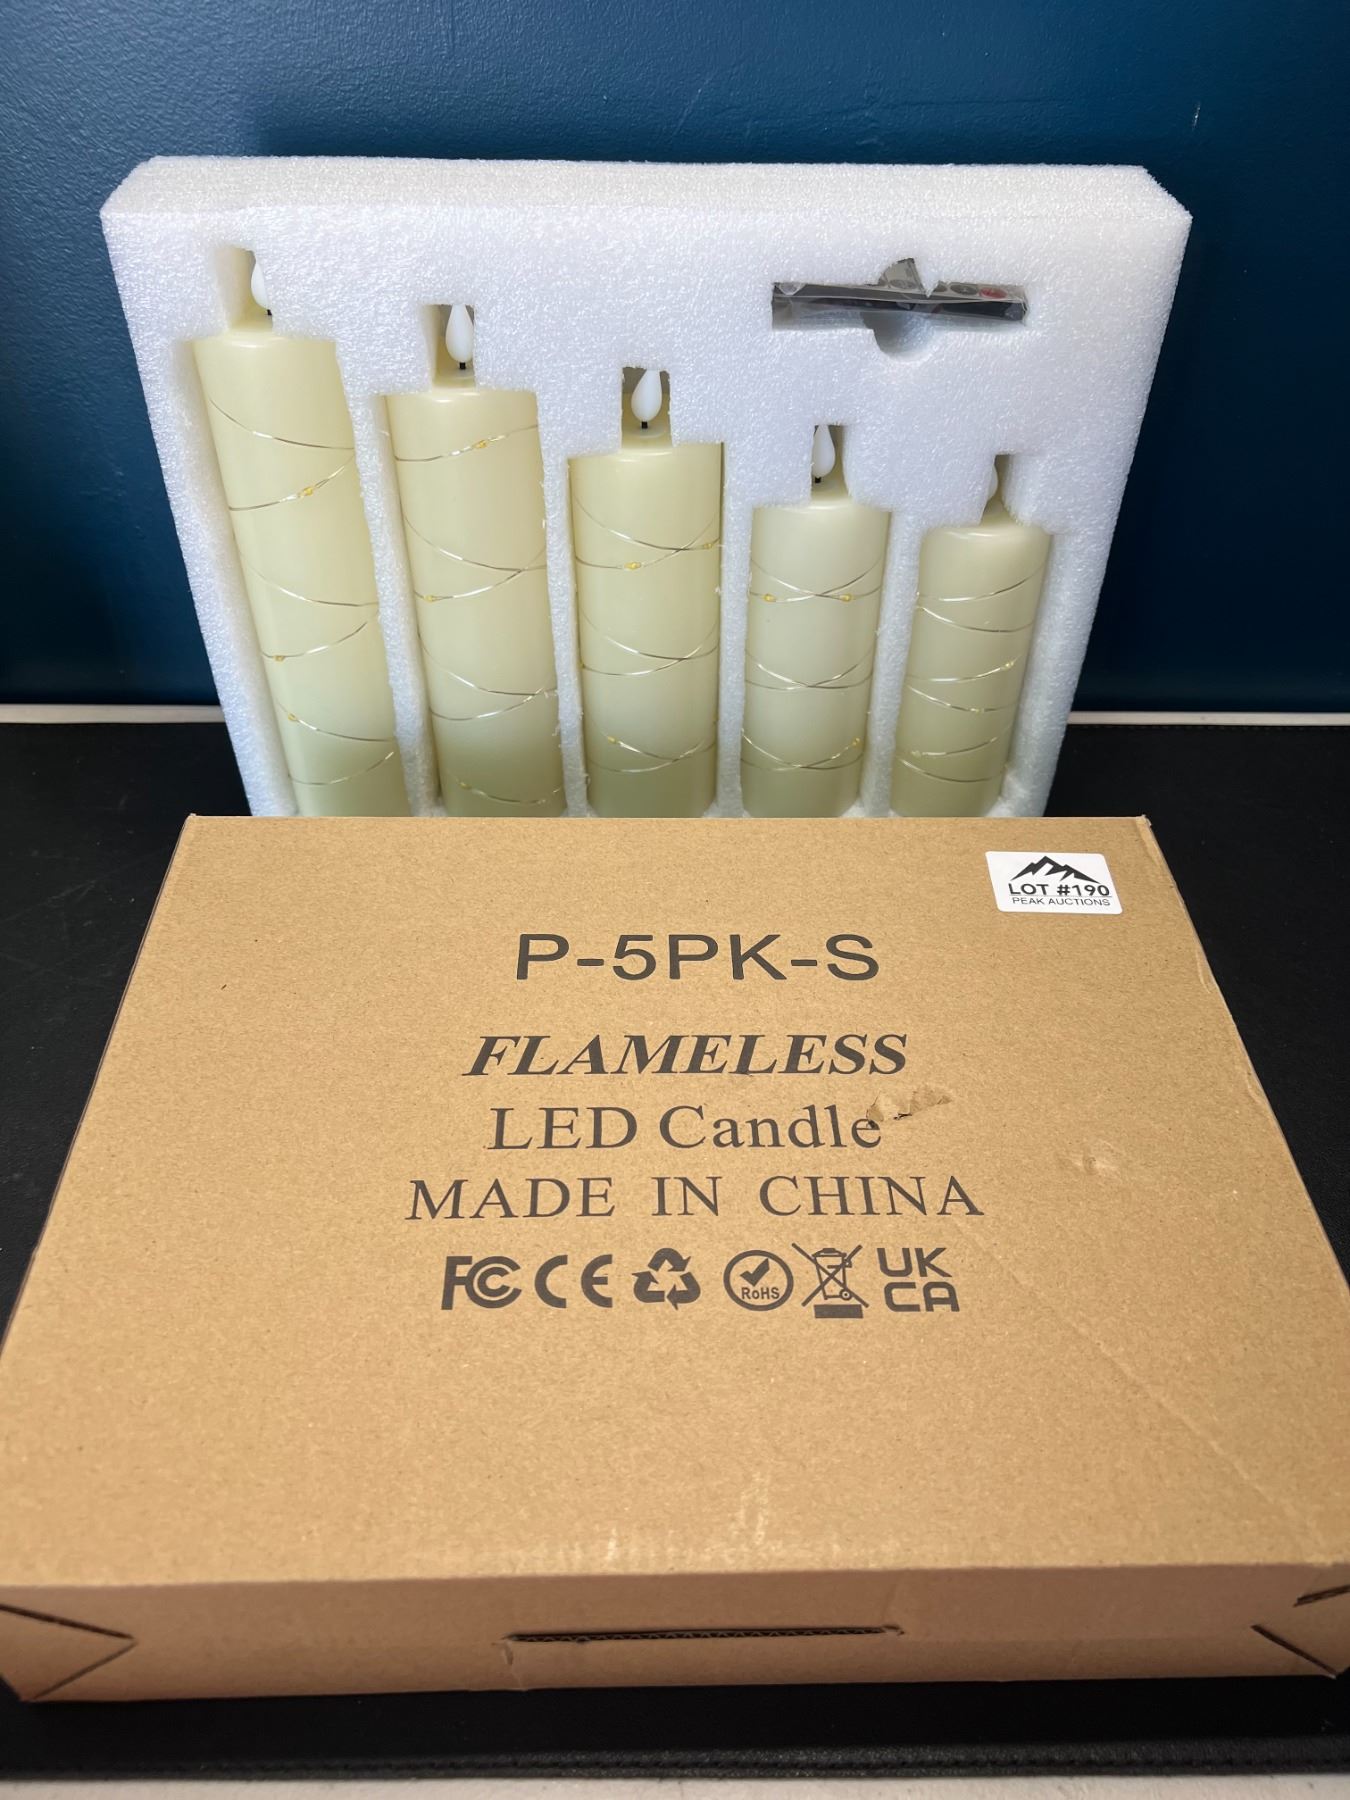 LOT #190
PEAK AUCTIONS
P-5PK-S
FLAMELESS
LED Candle
MADE IN CHINA
FC CE RoHS UK
CA